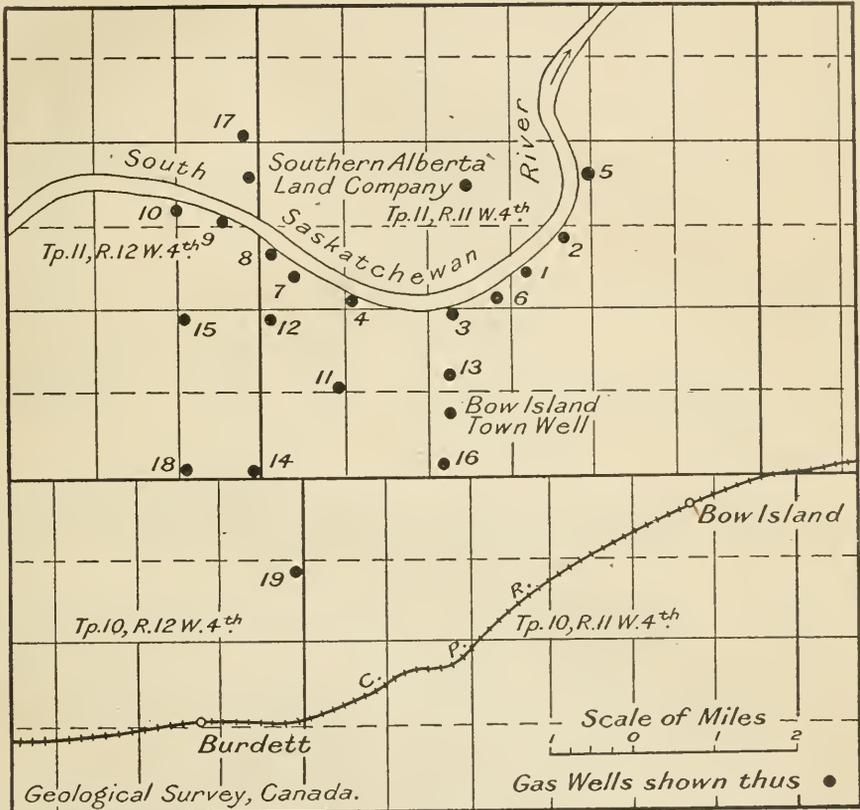 17
South
Southern Alberta
Land Company
River
5
10
Tp.11, R.11 W.4th
Tp.11, R.12 W.4th
9
Saskatchewan
8
2
7
1
6
4
3
15
12
13
11
Bow Island
Town Well
18
14
16
Bow Island
19
R.
Tp.10, R.12 W.4th
Tp.10, R.11 W.4th
P.
C.
Scale of Miles
1 0 1 2
Burdett
Geological Survey, Canada.
Gas Wells shown thus